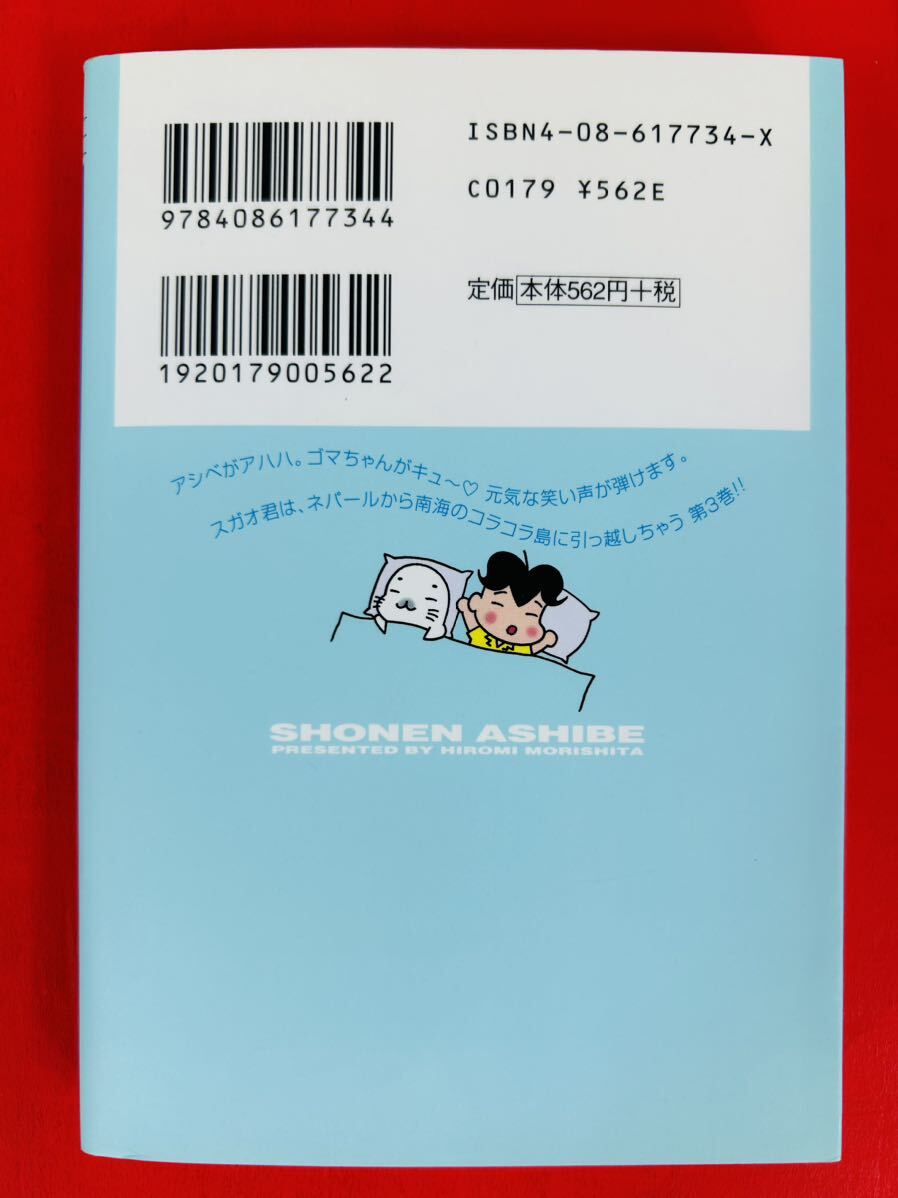 ISBN4-08-617734-X
9784086177344
C0179 ¥562E
定価 本体562円+税
1920179005622
アシベがアハハ。ゴマちゃんがキュ〜♡ 元気な笑い声が弾けます。
スガオ君は、ネパールから南海のコラコラ島に引っ越しちゃう 第3巻!!
SHONEN ASHIBE
PRESENTED BY HIROMI MORISHITA